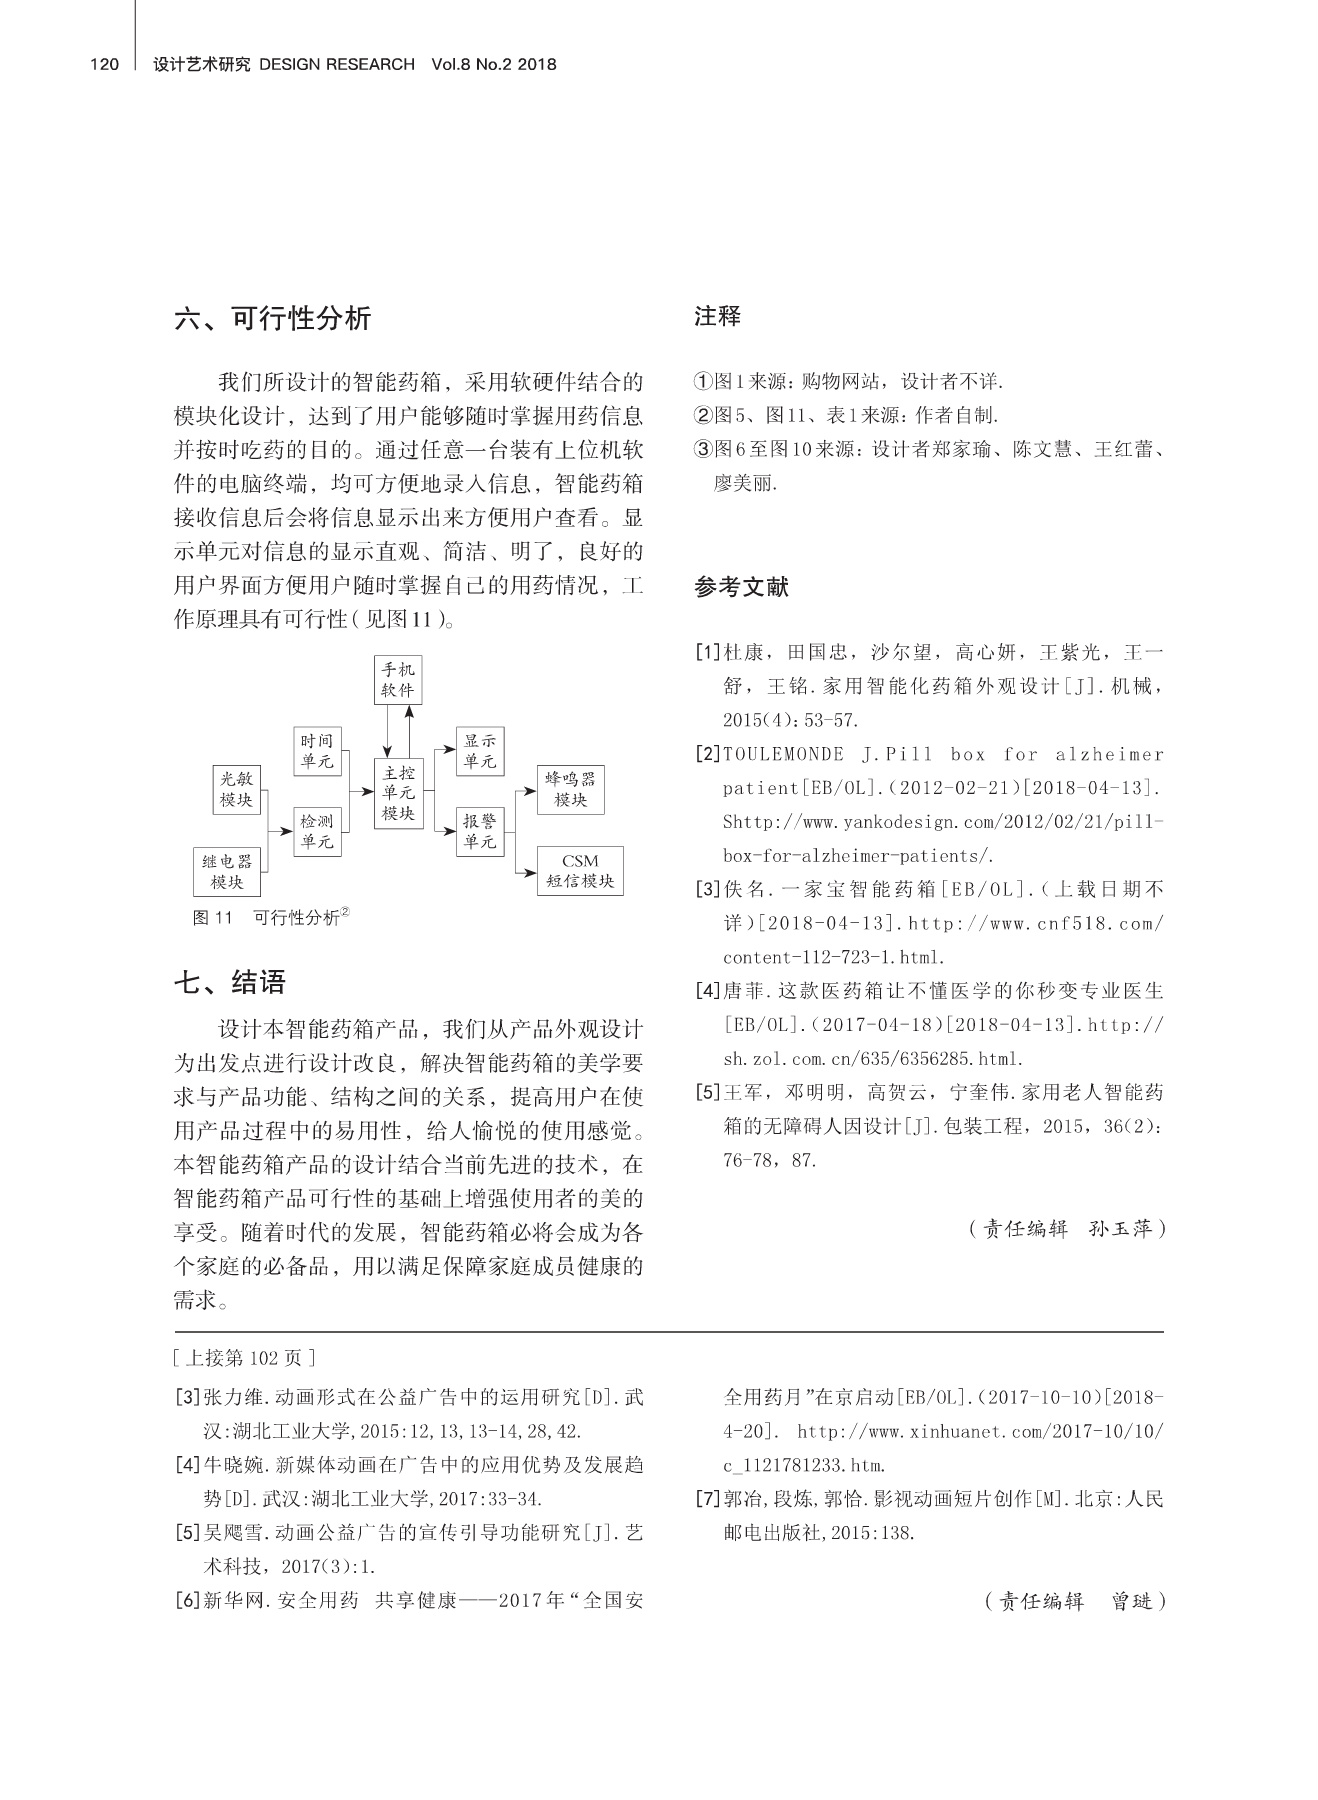 120 设计艺术研究 DESIGN RESEARCH Vol.8 No.2 2018
六、可行性分析
我们所设计的智能药箱，采用软硬件结合的
模块化设计，达到了用户能够随时掌握用药信息
并按时吃药的目的。通过任意一台装有上位机软
件的电脑终端，均可方便地录入信息，智能药箱
接收信息后会将信息显示出来方便用户查看。显
示单元对信息的显示直观、简洁、明了，良好的
用户界面方便用户随时掌握自己的用药情况，工
作原理具有可行性（见图11）。
手机
软件
时间
单元
显示
单元
光敏
模块
主控
单元
模块
蜂鸣器
模块
检测
单元
报警
单元
继电器
模块
CSM
短信模块
图 11 可行性分析②
七、结语
设计本智能药箱产品，我们从产品外观设计
为出发点进行设计改良，解决智能药箱的美学要
求与产品功能、结构之间的关系，提高用户在使
用产品过程中的易用性，给人愉悦的使用感觉。
本智能药箱产品的设计结合当前先进的技术，在
智能药箱产品可行性的基础上增强使用者的美的
享受。随着时代的发展，智能药箱必将会成为各
个家庭的必备品，用以满足保障家庭成员健康的
需求。
注释
①图1来源：购物网站，设计者不详.
②图5、图11、表1来源：作者自制.
③图6至图10来源：设计者郑家瑜、陈文慧、王红蕾、
廖美丽.
参考文献
[1]杜康，田国忠，沙尔望，高心妍，王紫光，王一
舒，王铭.家用智能化药箱外观设计[J].机械，
2015(4)：53-57.
[2]TOULEMONDE J.Pill box for alzheimer
patient[EB/OL].(2012-02-21)[2018-04-13].
Shttp://www.yankodesign.com/2012/02/21/pill-
box-for-alzheimer-patients/.
[3]佚名.一家宝智能药箱[EB/OL].(上载日期不
详)[2018-04-13].http://www.cnf518.com/
content-112-723-1.html.
[4]唐菲.这款医药箱让不懂医学的你秒变专业医生
[EB/OL].(2017-04-18)[2018-04-13].http://
sh.zol.com.cn/635/6356285.html.
[5]王军，邓明明，高贺云，宁奎伟.家用老人智能药
箱的无障碍人因设计[J].包装工程，2015，36(2)：
76-78，87.
（责任编辑 孙玉萍）
[上接第 102 页]
[3]张力维.动画形式在公益广告中的运用研究[D].武
汉:湖北工业大学,2015:12,13,13-14,28,42.
[4]牛晓婉.新媒体动画在广告中的应用优势及发展趋
势[D].武汉:湖北工业大学,2017:33-34.
[5]吴飔雪.动画公益广告的宣传引导功能研究[J].艺
术科技，2017(3):1.
[6]新华网.安全用药 共享健康——2017年“全国安
全用药月”在京启动[EB/OL].(2017-10-10)[2018-
4-20]. http://www.xinhuanet.com/2017-10/10/
c_1121781233.htm.
[7]郭冶,段炼,郭恰.影视动画短片创作[M].北京:人民
邮电出版社,2015:138.
（责任编辑 曾琎）